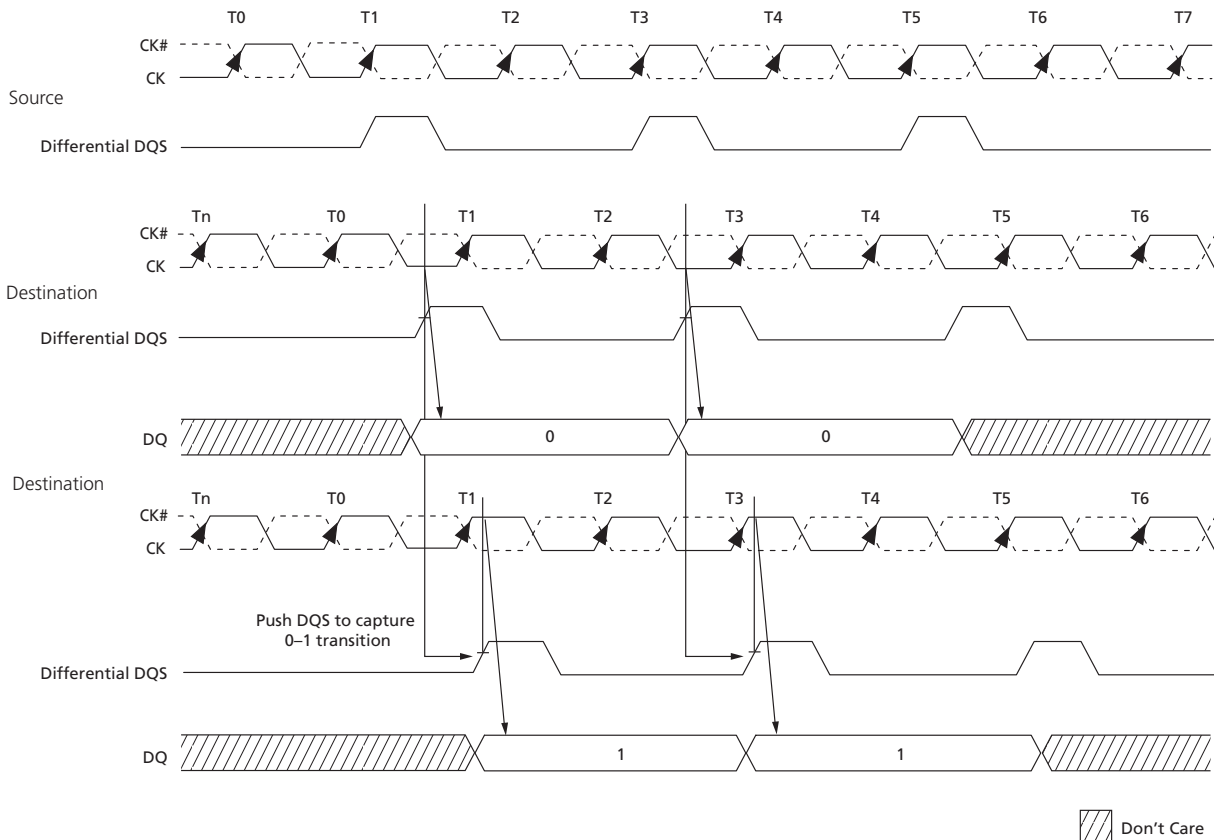 T0 T1 T2 T3 T4 T5 T6 T7
CK#
CK
Source
Differential DQS
Tn T0 T1 T2 T3 T4 T5 T6
CK#
CK
Destination
Differential DQS
DQ 0 0
Destination
Tn T0 T1 T2 T3 T4 T5 T6
CK#
CK
Push DQS to capture
0–1 transition
Differential DQS
DQ 1 1
Don't Care